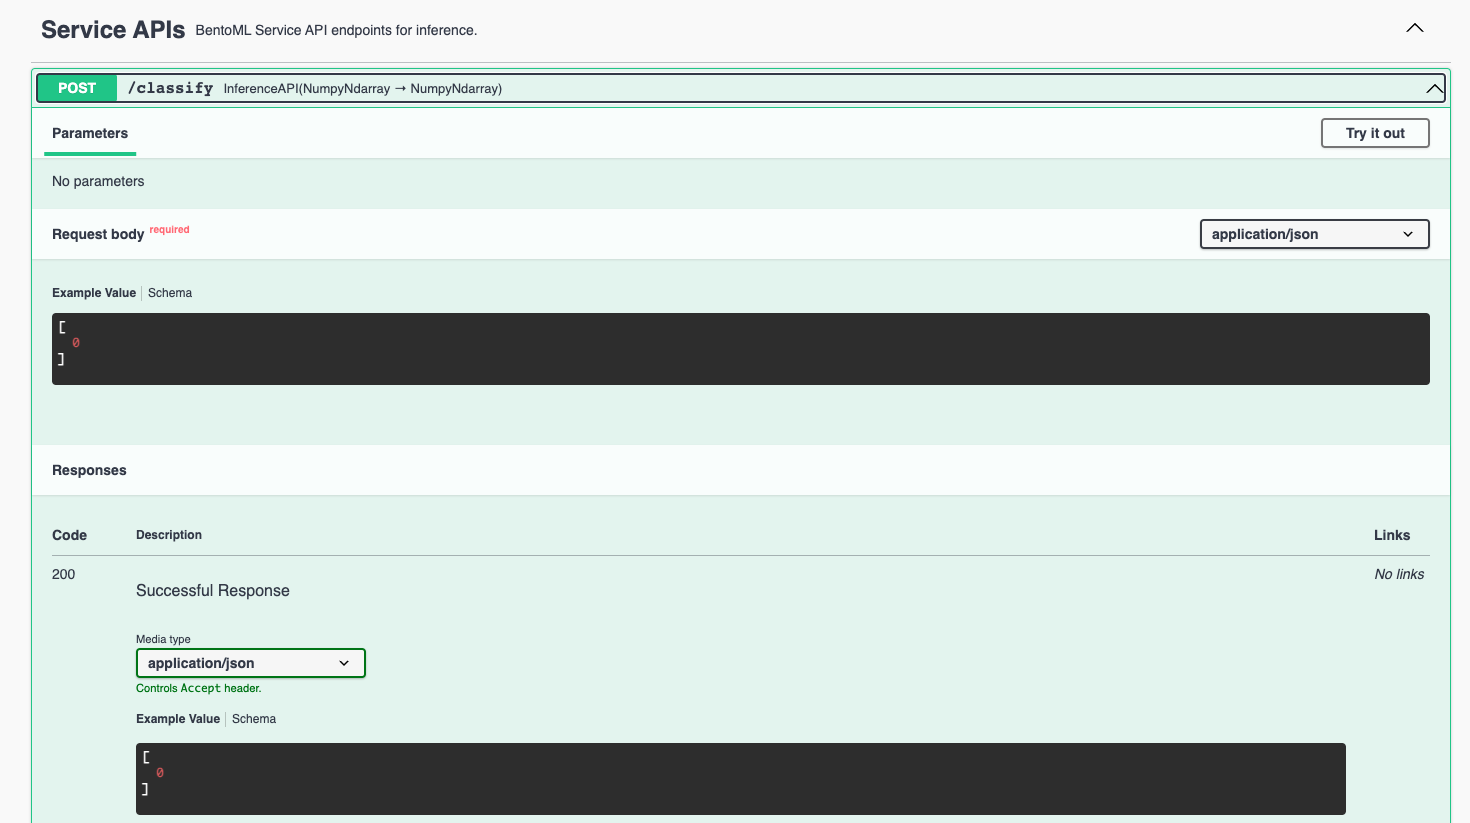 Service APIs BentoML Service API endpoints for inference.
POST /classify InferenceAPI(NumpyNdarray → NumpyNdarray)
Parameters Try it out
No parameters
Request body required application/json
Example Value Schema
[
0
]
Responses
Code Description Links
200 Successful Response No links
Media type
application/json
Controls Accept header.
Example Value Schema
[
0
]